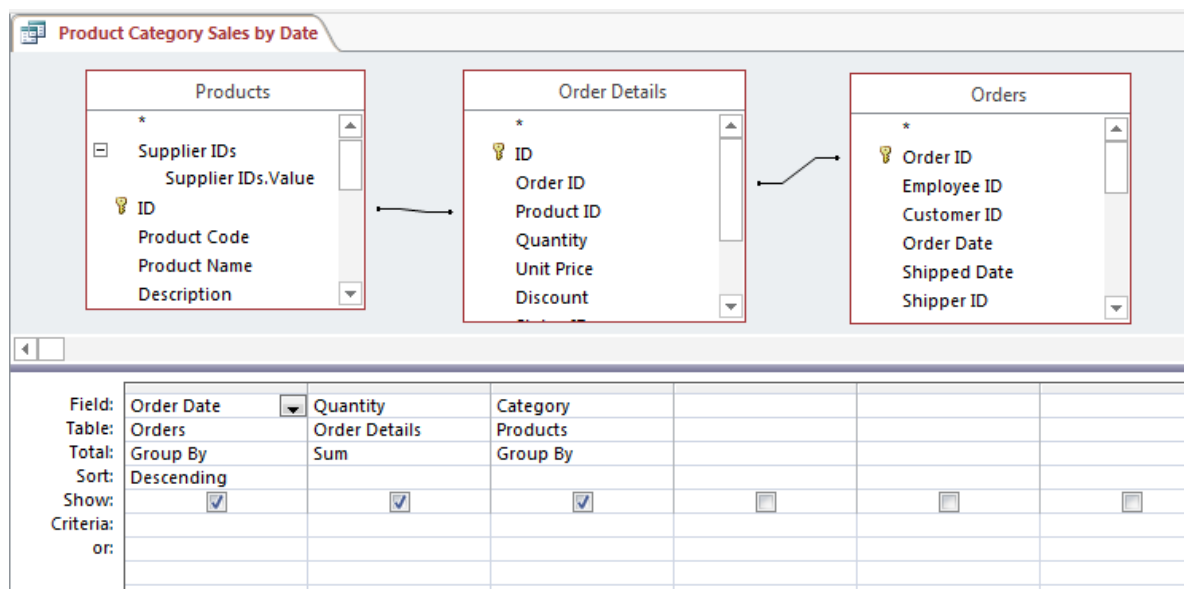 Product Category Sales by Date
Products
*
Supplier IDs
Supplier IDs.Value
ID
Product Code
Product Name
Description
Order Details
*
ID
Order ID
Product ID
Quantity
Unit Price
Discount
Orders
*
Order ID
Employee ID
Customer ID
Order Date
Shipped Date
Shipper ID
Field: Order Date Quantity Category
Table: Orders Order Details Products
Total: Group By Sum Group By
Sort: Descending
Show:
Criteria:
or: